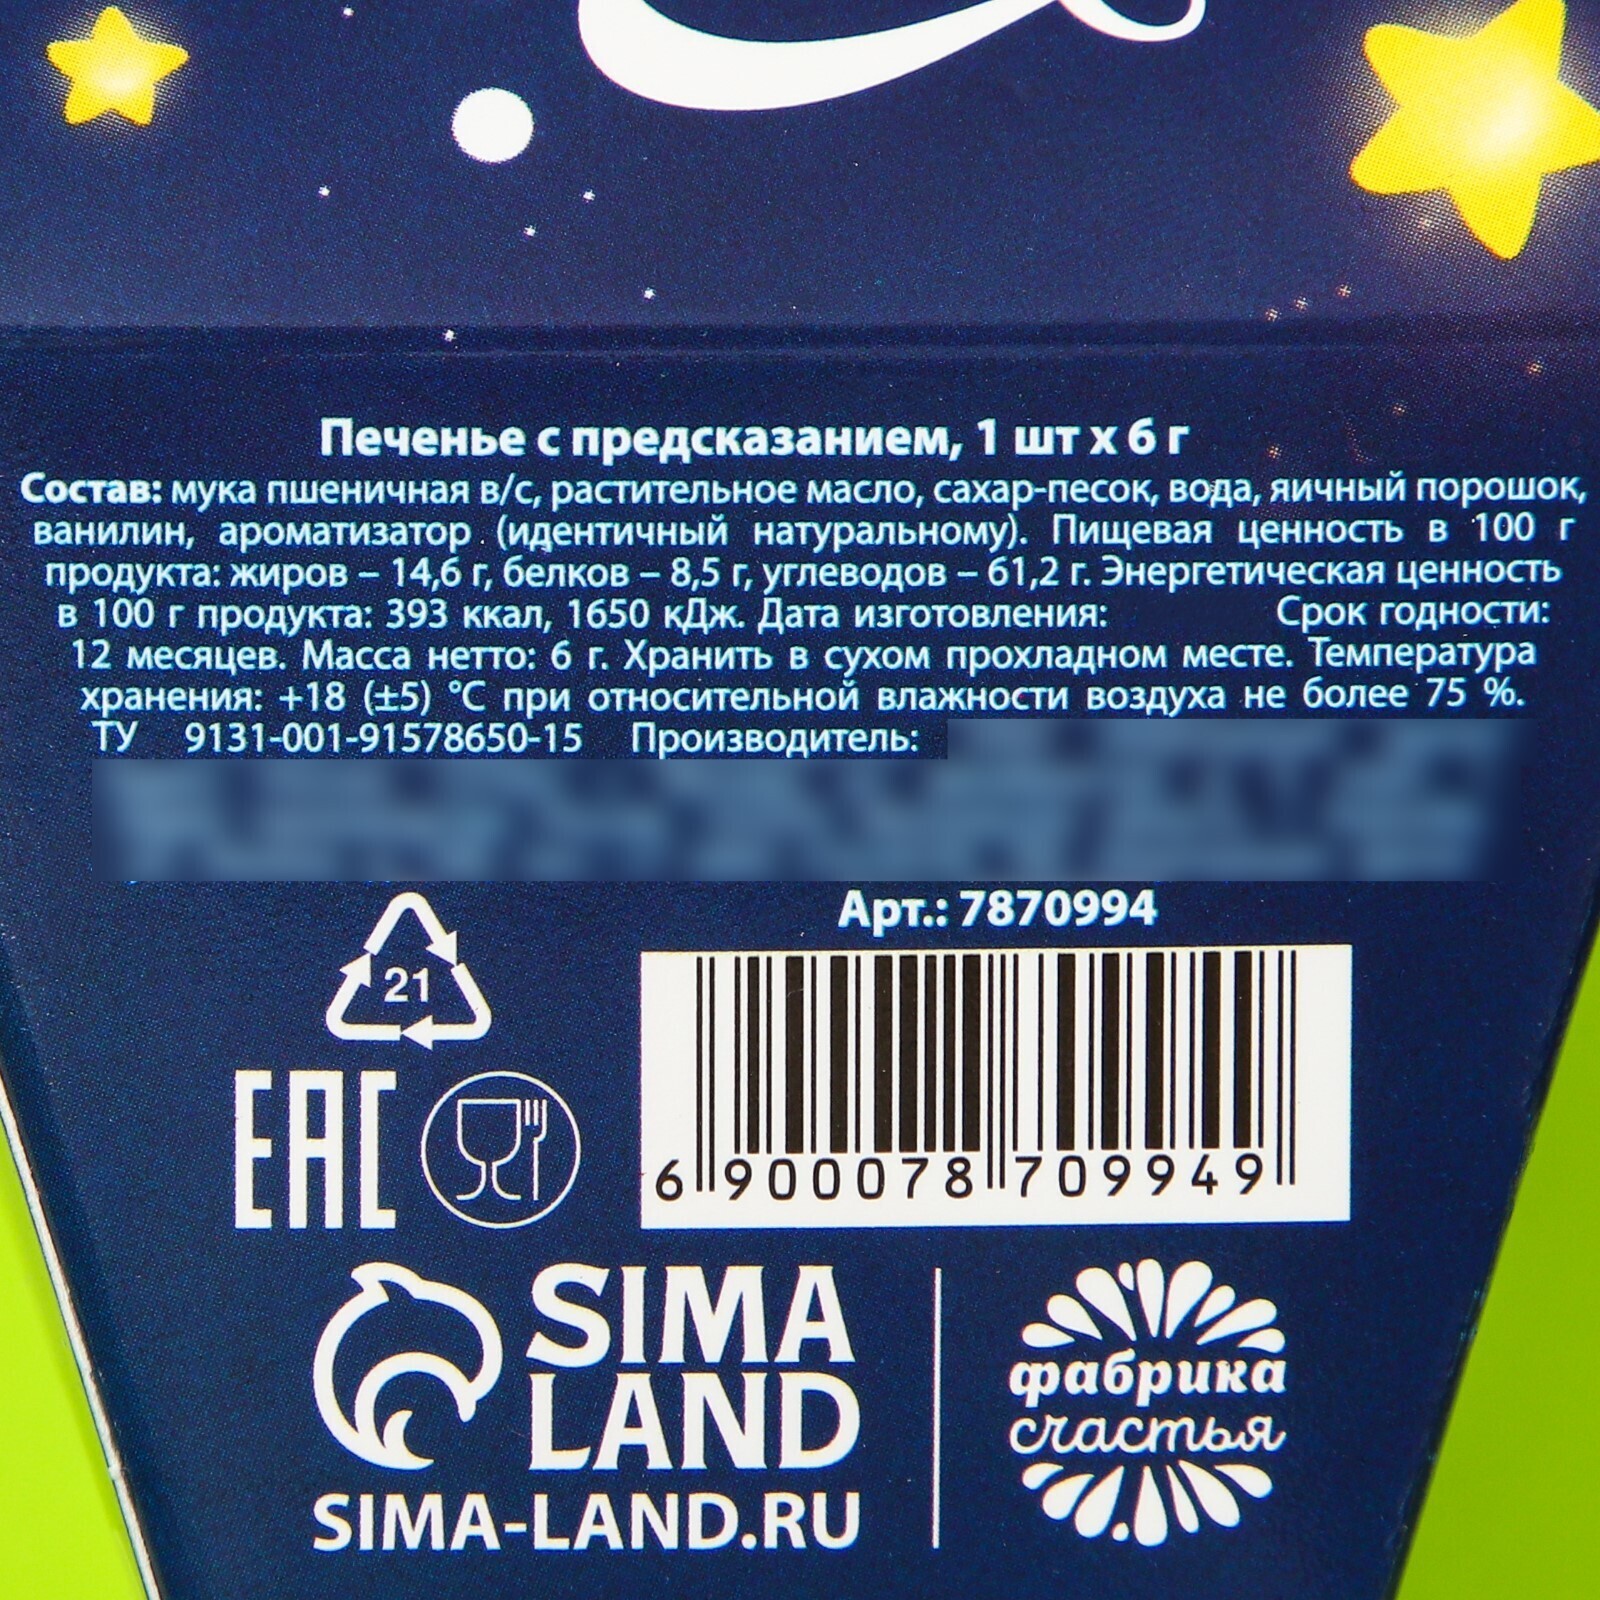 Печенье с предсказанием, 1 шт х 6 г
Состав: мука пшеничная в/с, растительное масло, сахар-песок, вода, яичный порошок,
ванилин, ароматизатор (идентичный натуральному). Пищевая ценность в 100 г
продукта: жиров – 14,6 г, белков – 8,5 г, углеводов – 61,2 г. Энергетическая ценность
в 100 г продукта: 393 ккал, 1650 кДж. Дата изготовления: Срок годности:
12 месяцев. Масса нетто: 6 г. Хранить в сухом прохладном месте. Температура
хранения: +18 (±5) °С при относительной влажности воздуха не более 75 %.
ТУ 9131-001-91578650-15 Производитель:
Арт.: 7870994
21
EAC
6 900078 709949
SIMA
LAND
SIMA-LAND.RU
фабрика
счастья